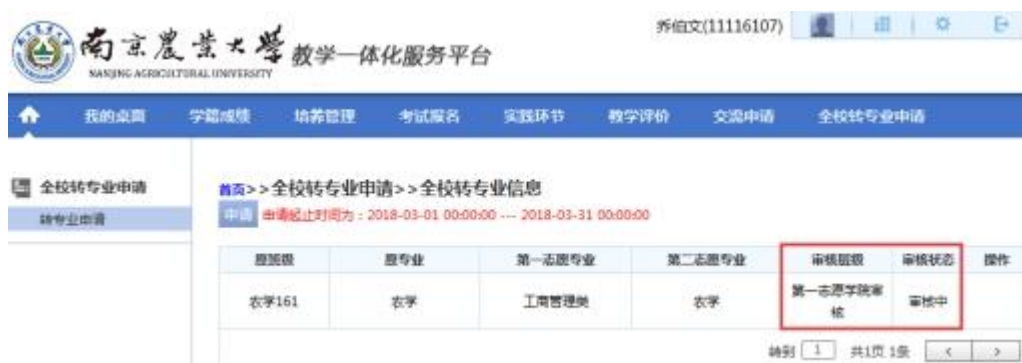 乔伯文(11116107)
南京農業大學 教学一体化服务平台
NANJING AGRICULTURAL UNIVERSITY
我的桌面 学籍成绩 培养管理 考试报名 实践环节 教学评价 交流申请 全校转专业申请
全校转专业申请
转专业申请
首页>>全校转专业申请>>全校转专业信息
申请 申请起止时间为：2018-03-01 00:00:00 --- 2018-03-31 00:00:00
原班级 原专业 第一志愿专业 第二志愿专业 审核层级 审核状态 操作
农学161 农学 工商管理类 农学 第一志愿学院审核 审核中
转到 1 共1页 1条 < >